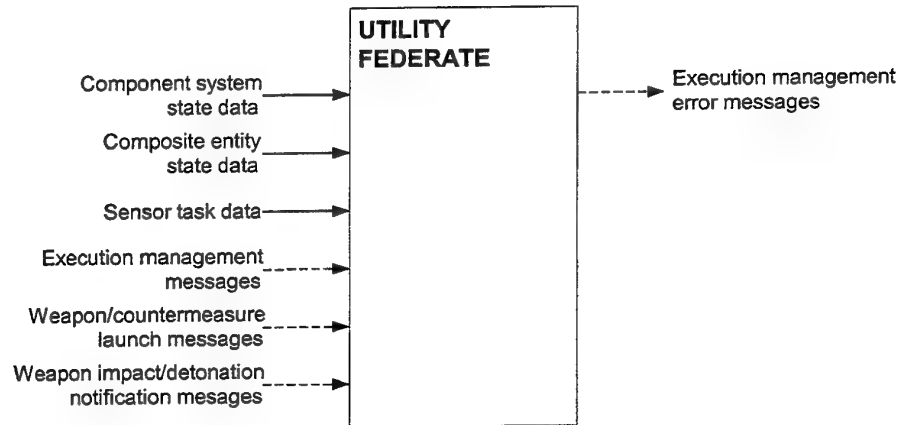 UTILITY
FEDERATE
Component system
state data
Composite entity
state data
Sensor task data
Execution management
messages
Weapon/countermeasure
launch messages
Weapon impact/detonation
notification mesages
Execution management
error messages